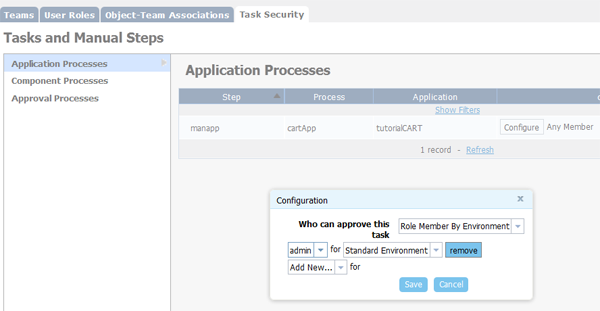 Teams User Roles Object-Team Associations Task Security
Tasks and Manual Steps
Application Processes
Component Processes
Approval Processes
Application Processes
Step Process Application
Show Filters
manapp cartApp tutorialCART Configure Any Member
1 record - Refresh
Configuration x
Who can approve this
task
Role Member By Environment
admin for Standard Environment remove
Add New... for
Save Cancel